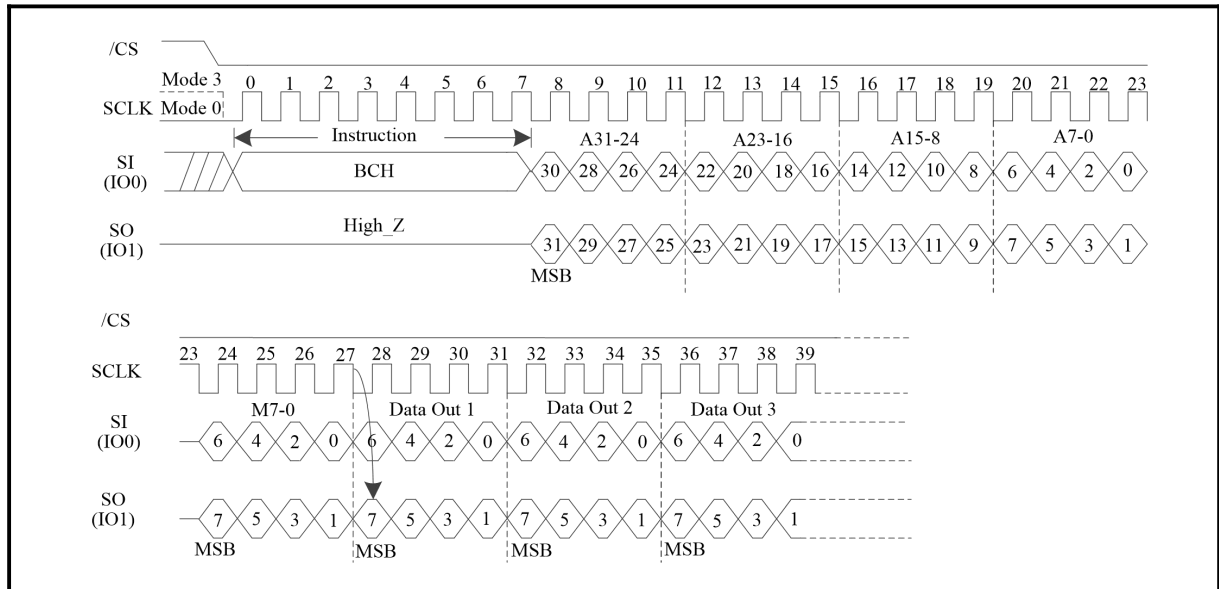 /CS
Mode 3 0 1 2 3 4 5 6 7 8 9 10 11 12 13 14 15 16 17 18 19 20 21 22 23
SCLK Mode 0
Instruction A31-24 A23-16 A15-8 A7-0
SI (IO0) BCH 30 28 26 24 22 20 18 16 14 12 10 8 6 4 2 0
High_Z
SO (IO1) 31 29 27 25 23 21 19 17 15 13 11 9 7 5 3 1
MSB
/CS
23 24 25 26 27 28 29 30 31 32 33 34 35 36 37 38 39
SCLK
M7-0 Data Out 1 Data Out 2 Data Out 3
SI (IO0) 6 4 2 0 6 4 2 0 6 4 2 0 6 4 2 0
SO (IO1) 7 5 3 1 7 5 3 1 7 5 3 1 7 5 3 1
MSB MSB MSB MSB